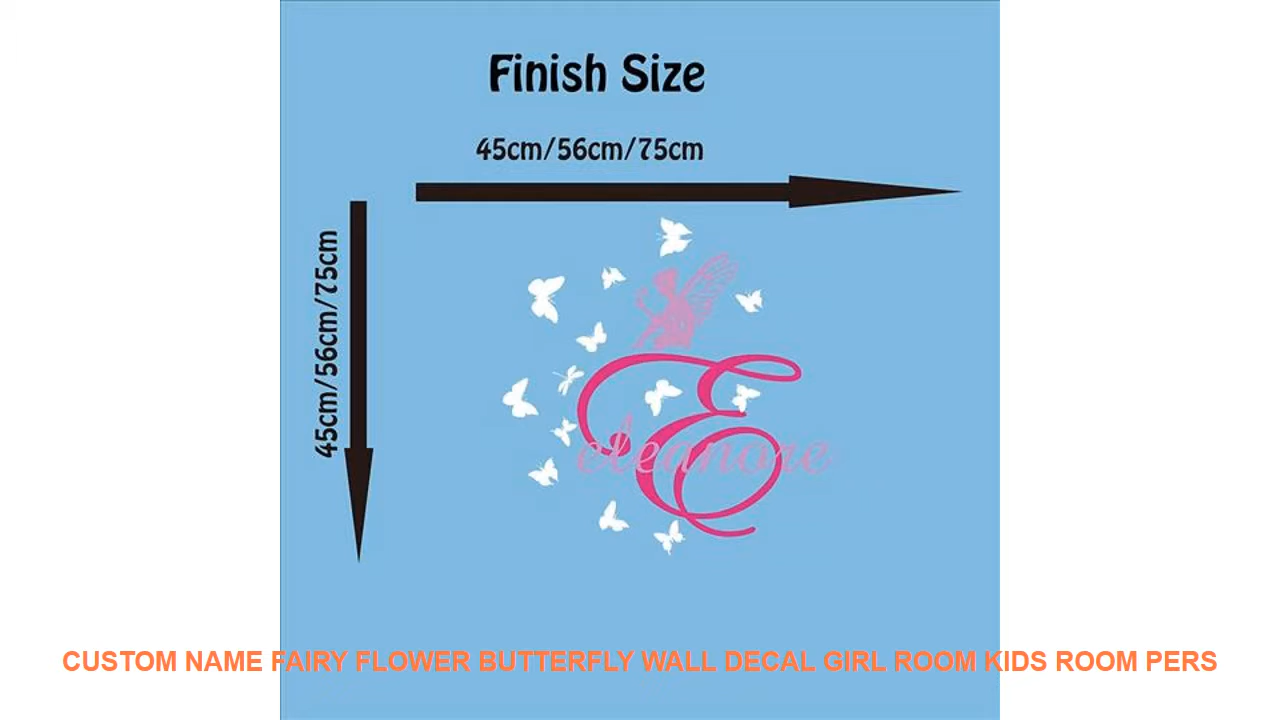 Finish Size
45cm/56cm/75cm
45cm/56cm/75cm
E
eleanore
CUSTOM NAME FAIRY FLOWER BUTTERFLY WALL DECAL GIRL ROOM KIDS ROOM PERS